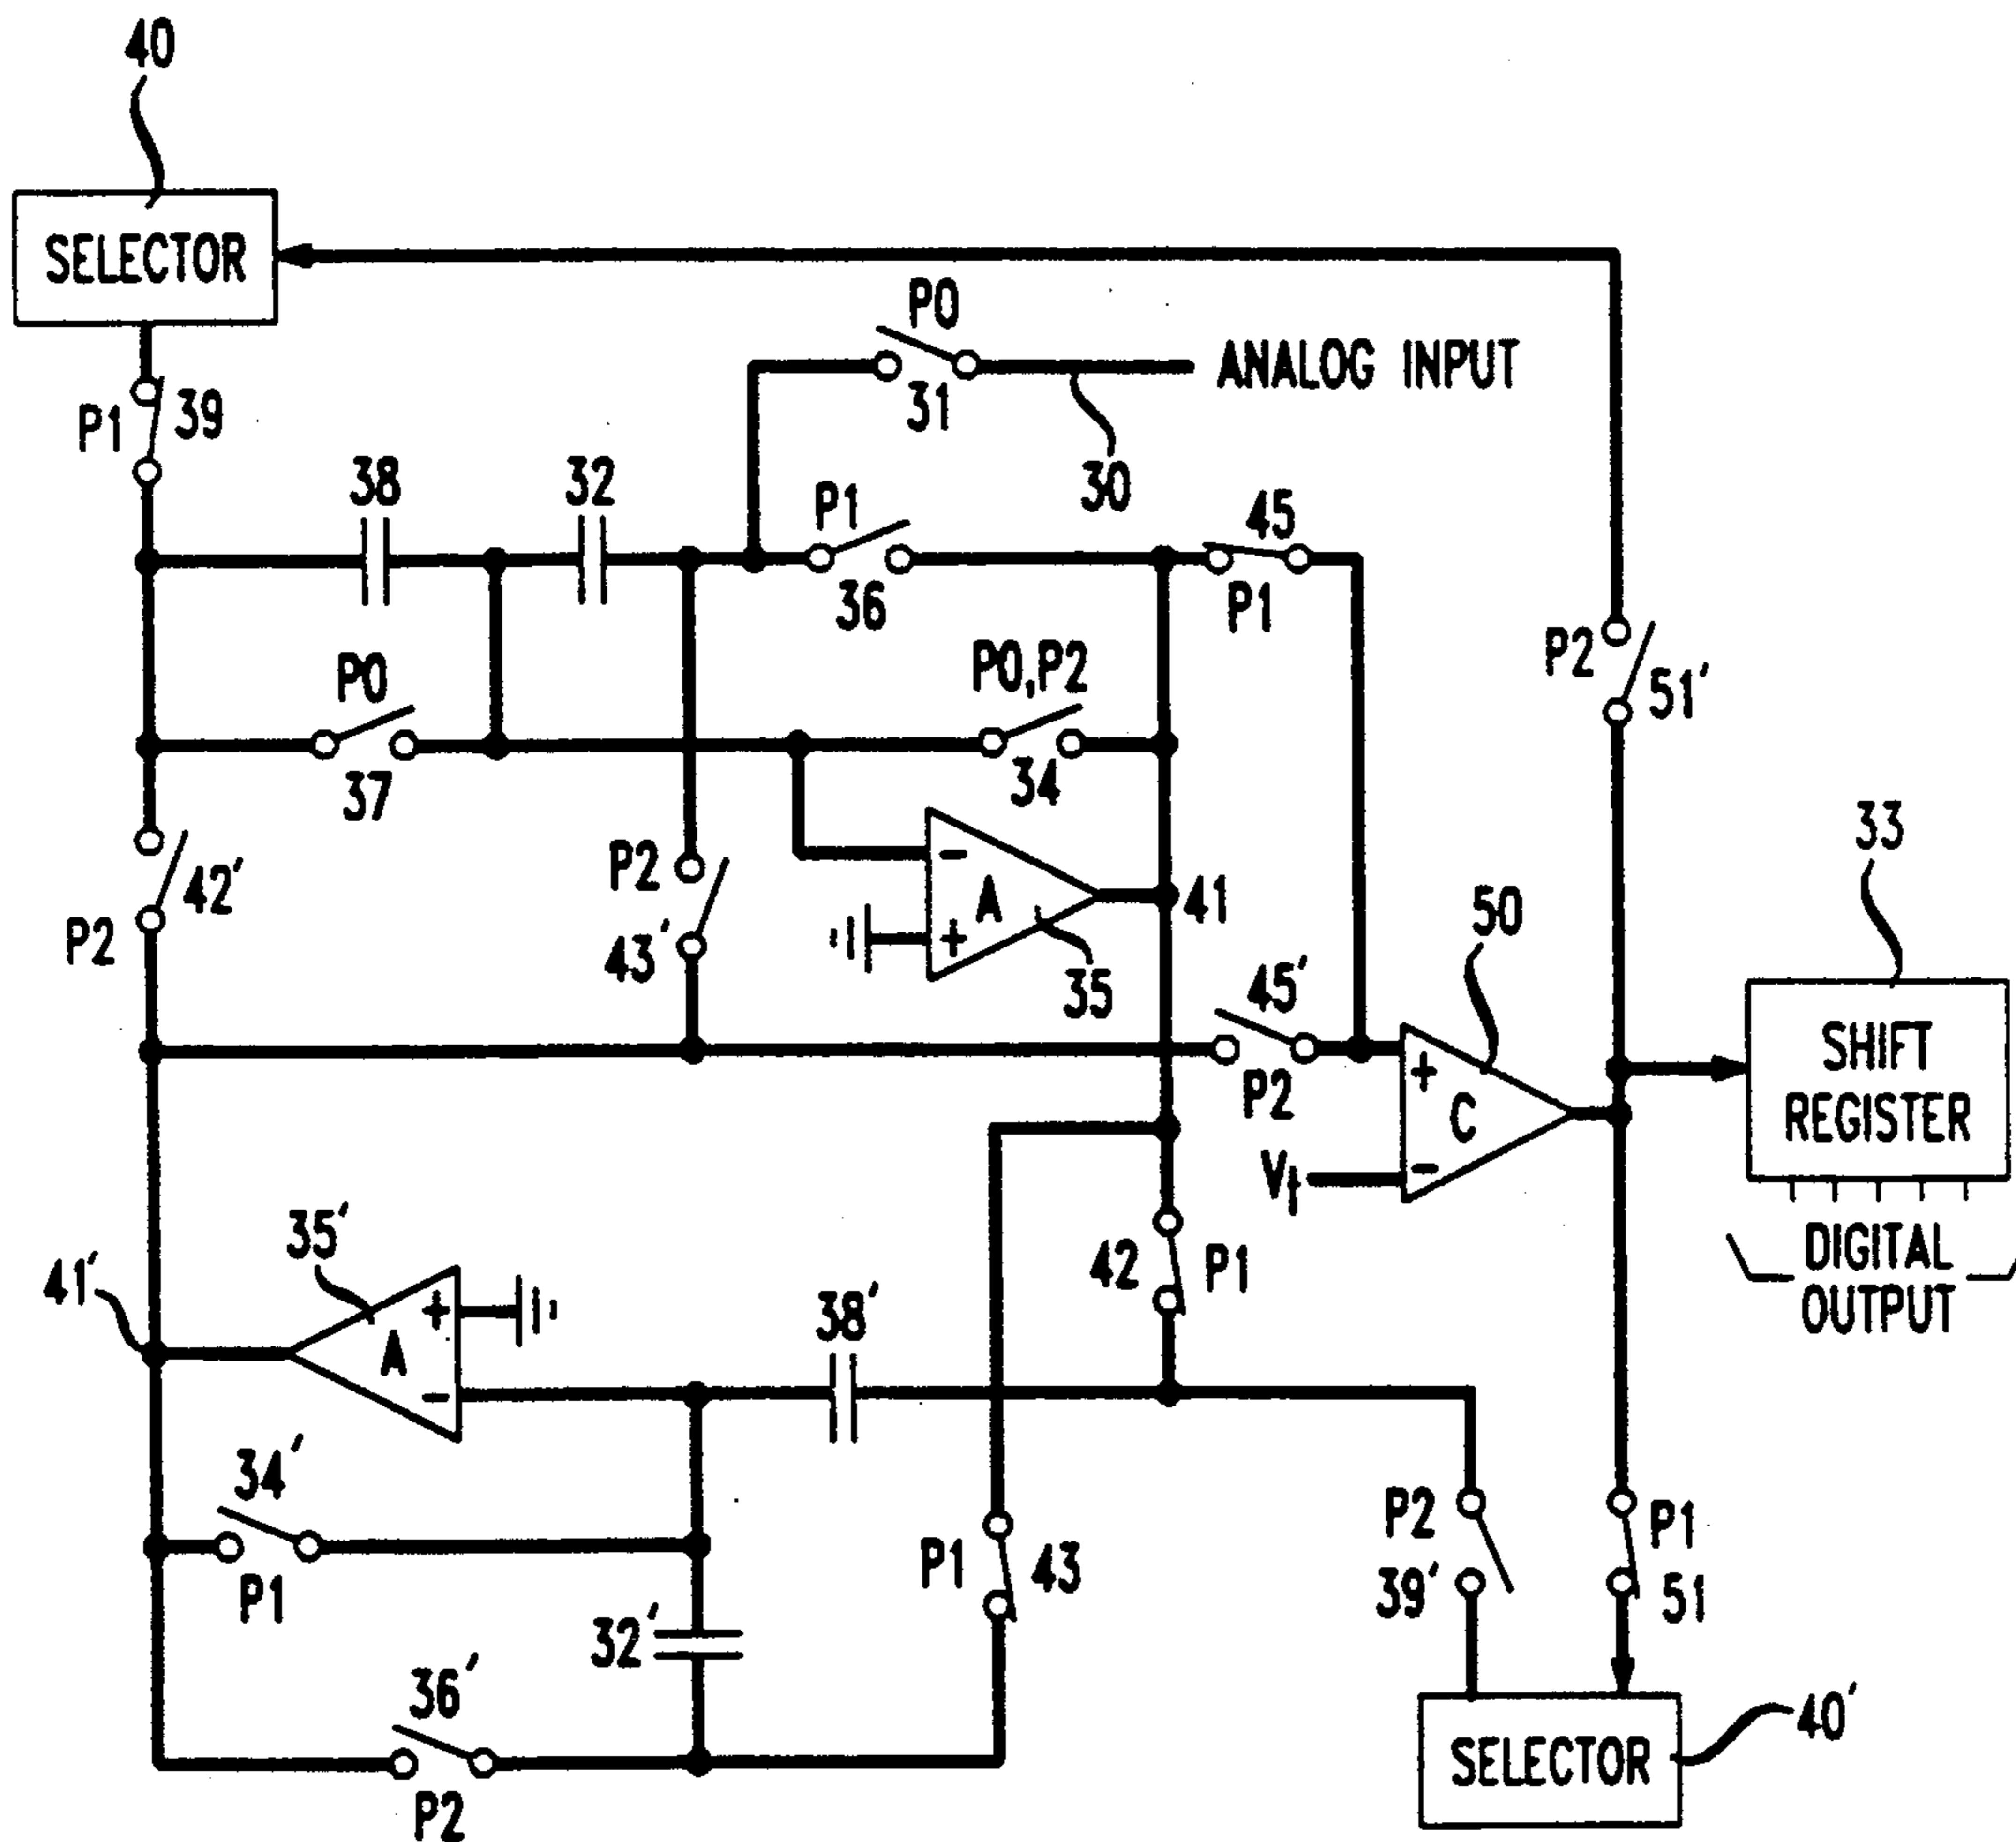 40
SELECTOR
P0
31
ANALOG INPUT
30
P1
39
38
32
P1
36
45
P1
P2
51'
P0
37
P0,P2
34
42'
P2
P2
43'
-
A
+
41
35
45'
P2
50
+
C
-
Vf
33
SHIFT
REGISTER
DIGITAL
OUTPUT
35'
41'
+
A
-
38'
42
P1
34'
P1
32'
P1
43
P2
39'
P1
51
36'
P2
SELECTOR
40'